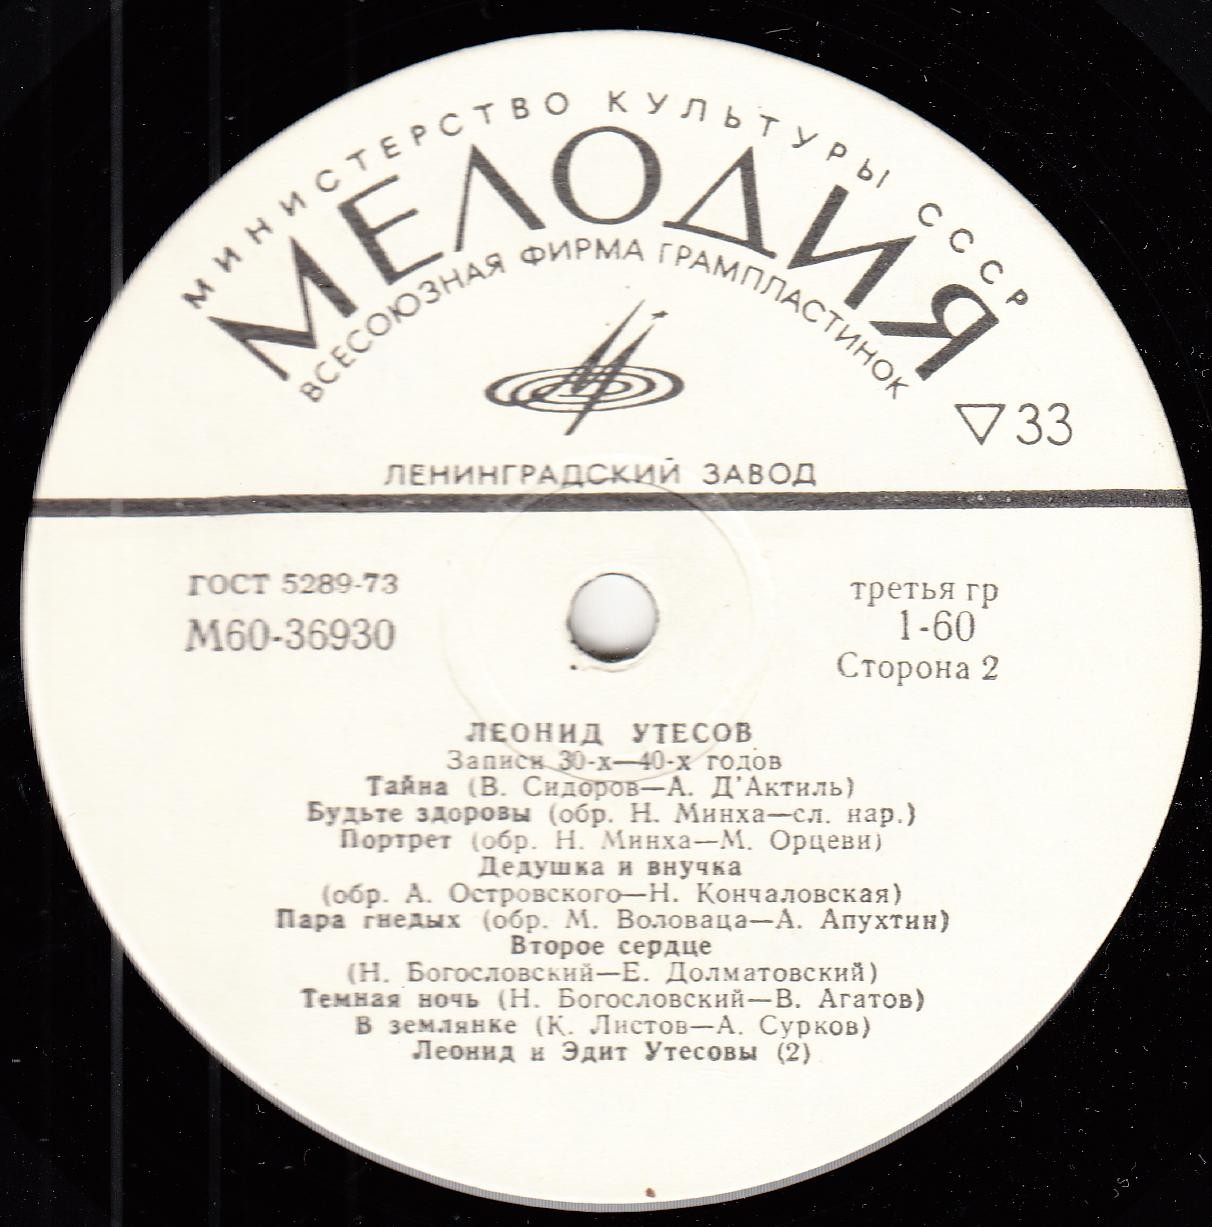 МИНИСТЕРСТВО КУЛЬТУРЫ СССР
МЕЛОДИЯ
ВСЕСОЮЗНАЯ ФИРМА ГРАМПЛАСТИНОК
▽33
ЛЕНИНГРАДСКИЙ ЗАВОД
ГОСТ 5289-73
М60-36930
третья гр
1-60
Сторона 2
ЛЕОНИД УТЕСОВ
Записи 30-х—40-х годов
Тайна (В. Сидоров—А. Д'Актиль)
Будьте здоровы (обр. Н. Минха—сл. нар.)
Портрет (обр. Н. Минха—М. Орцеви)
Дедушка и внучка
(обр. А. Островского—Н. Кончаловская)
Пара гнедых (обр. М. Воловаца—А. Апухтин)
Второе сердце
(Н. Богословский—Е. Долматовский)
Темная ночь (Н. Богословский—В. Агатов)
В землянке (К. Листов—А. Сурков)
Леонид и Эдит Утесовы (2)